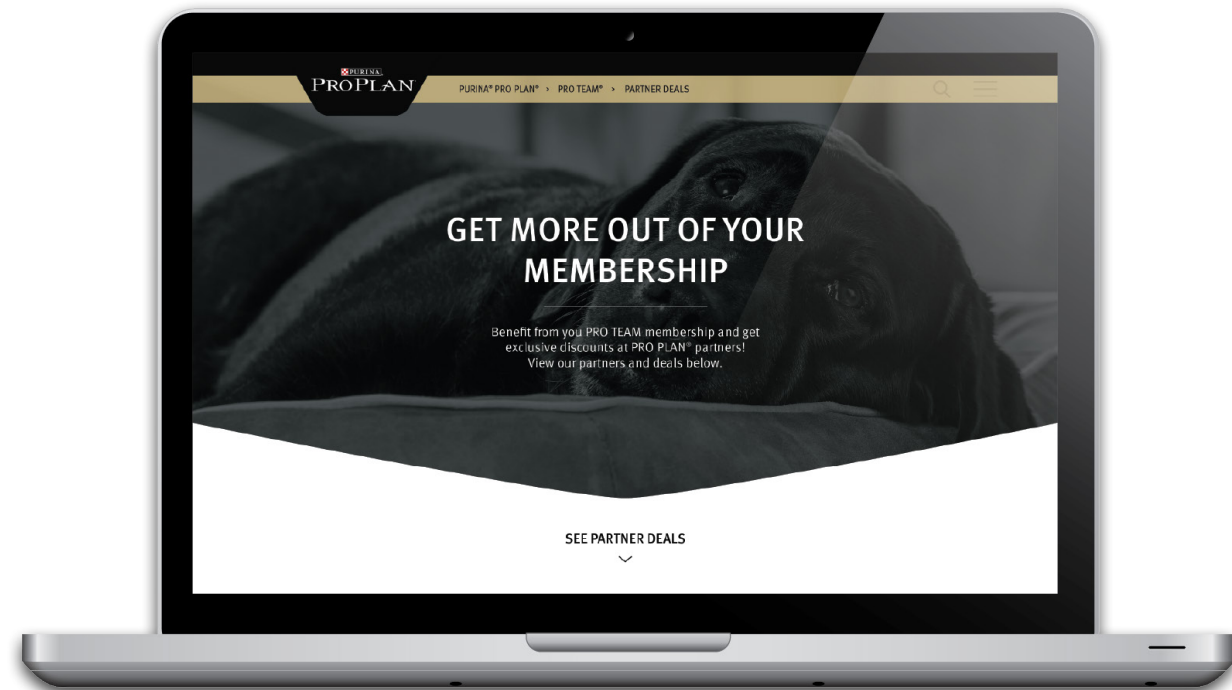 PURINA
PROPLAN
PURINA® PRO PLAN® > PRO TEAM® > PARTNER DEALS
GET MORE OUT OF YOUR
MEMBERSHIP
Benefit from you PRO TEAM membership and get
exclusive discounts at PRO PLAN® partners!
View our partners and deals below.
SEE PARTNER DEALS